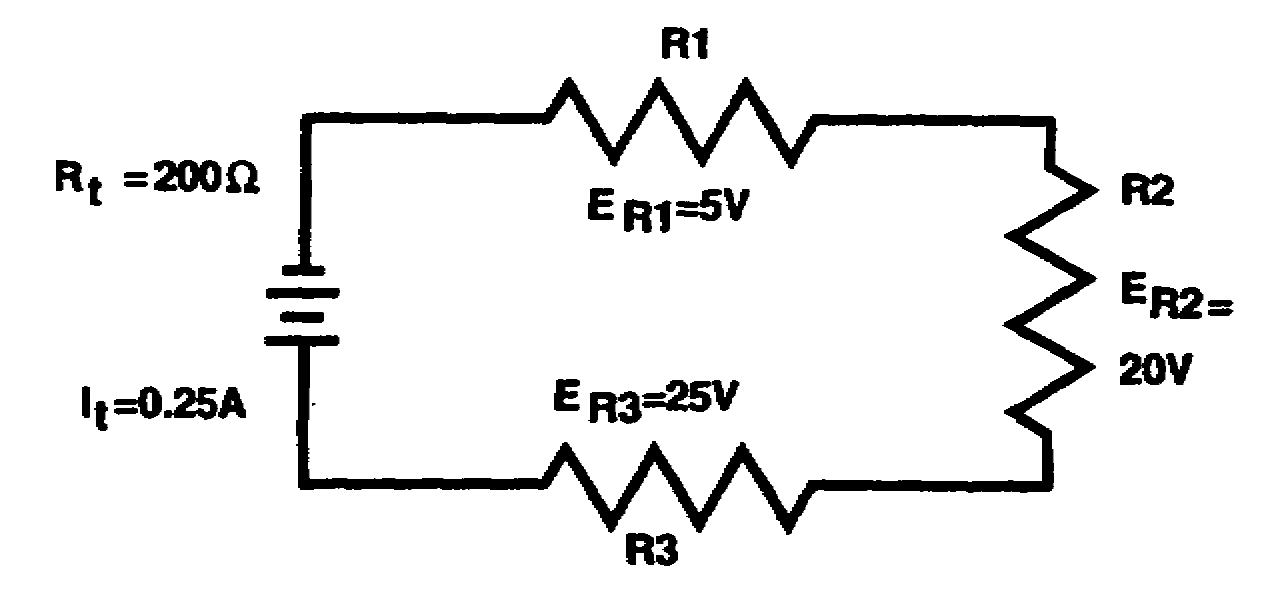 R1
Rt =200Ω
ER1=5V
R2
ER2=
20V
It=0.25A
ER3=25V
R3